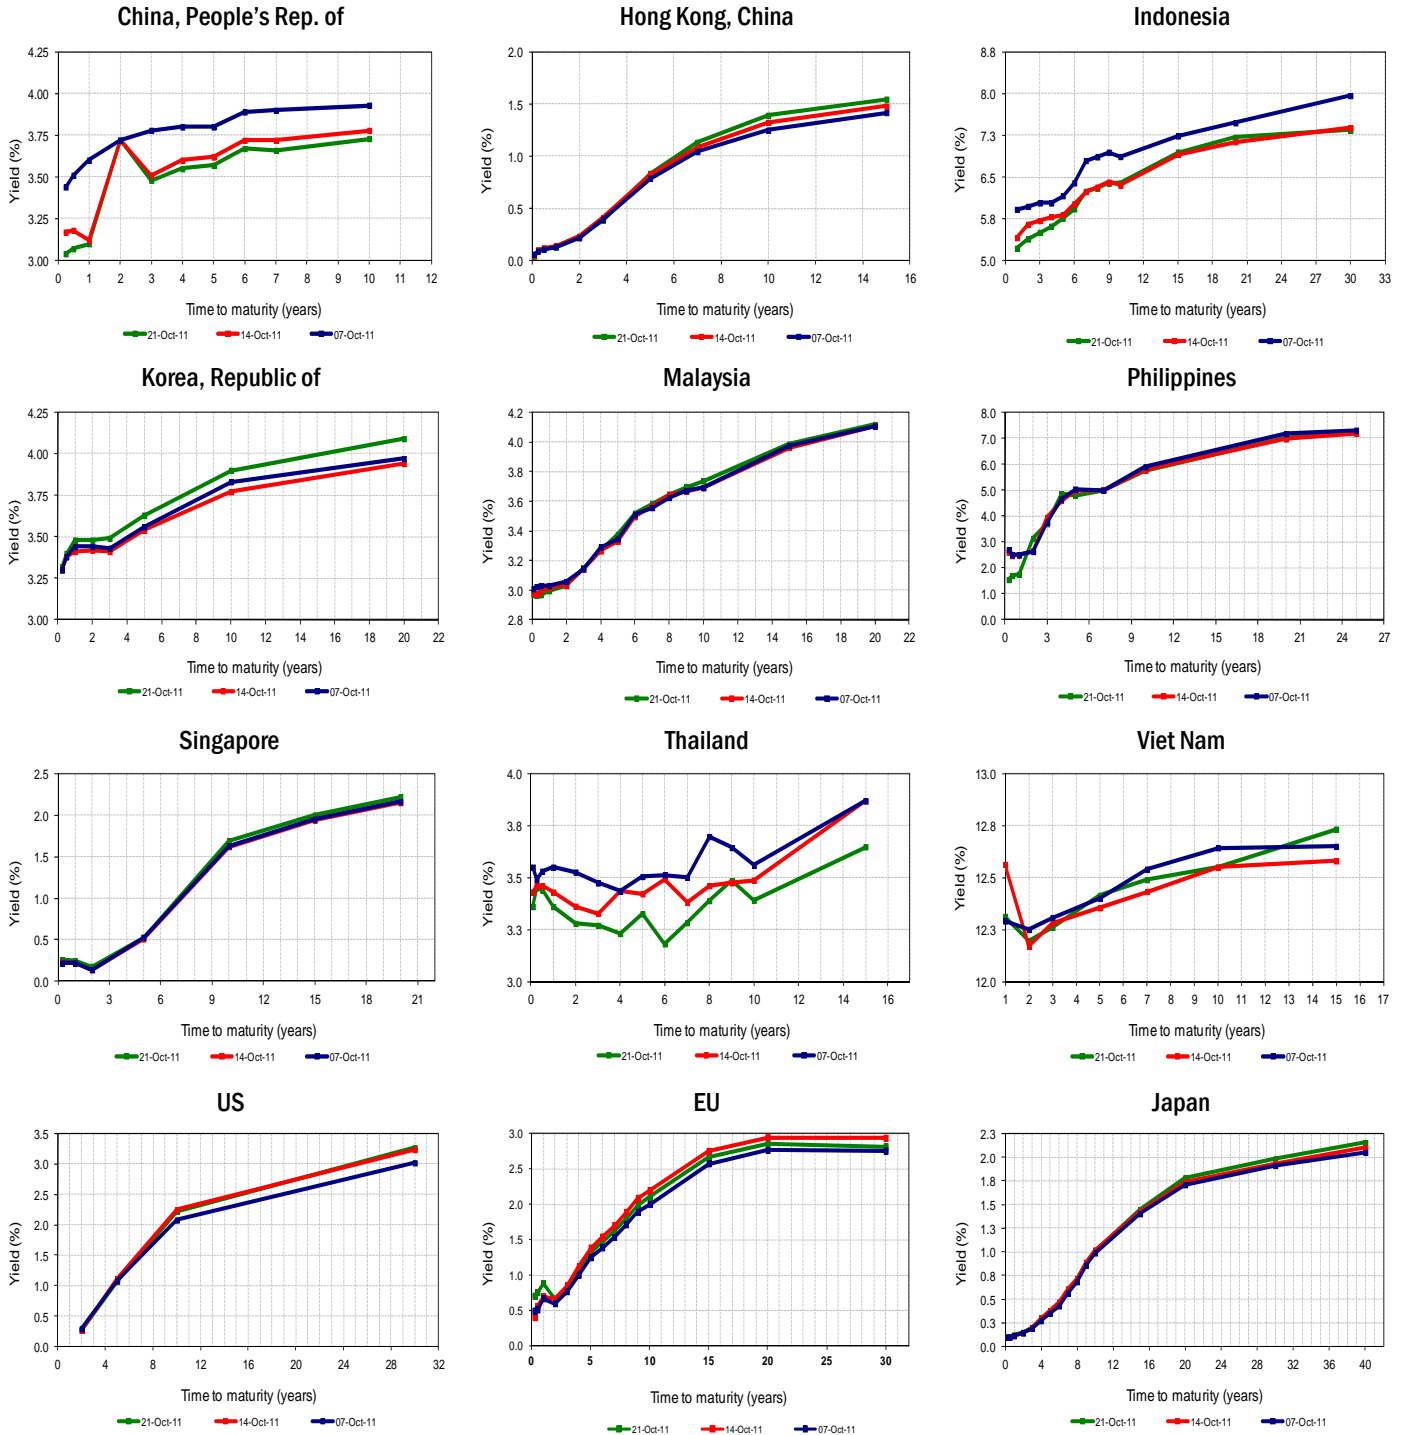 China, People's Rep. of
Yield (%)
4.25
4.00
3.75
3.50
3.25
3.00
0 1 2 3 4 5 6 7 8 9 10 11 12
Time to maturity (years)
21-Oct-11 14-Oct-11 07-Oct-11
Hong Kong, China
Yield (%)
2.0
1.5
1.0
0.5
0.0
0 2 4 6 8 10 12 14 16
Time to maturity (years)
21-Oct-11 14-Oct-11 07-Oct-11
Indonesia
Yield (%)
8.8
8.0
7.3
6.5
5.8
5.0
0 3 6 9 12 15 18 21 24 27 30 33
Time to maturity (years)
21-Oct-11 14-Oct-11 07-Oct-11
Korea, Republic of
Yield (%)
4.25
4.00
3.75
3.50
3.25
3.00
0 2 4 6 8 10 12 14 16 18 20 22
Time to maturity (years)
21-Oct-11 14-Oct-11 07-Oct-11
Malaysia
Yield (%)
4.2
4.0
3.8
3.6
3.4
3.2
3.0
2.8
0 2 4 6 8 10 12 14 16 18 20 22
Time to maturity (years)
21-Oct-11 14-Oct-11 07-Oct-11
Philippines
Yield (%)
8.0
7.0
6.0
5.0
4.0
3.0
2.0
1.0
0.0
0 3 6 9 12 15 18 21 24 27
Time to maturity (years)
21-Oct-11 14-Oct-11 07-Oct-11
Singapore
Yield (%)
2.5
2.0
1.5
1.0
0.5
0.0
0 3 6 9 12 15 18 21
Time to maturity (years)
21-Oct-11 14-Oct-11 07-Oct-11
Thailand
Yield (%)
4.0
3.8
3.5
3.3
3.0
0 2 4 6 8 10 12 14 16
Time to maturity (years)
21-Oct-11 14-Oct-11 07-Oct-11
Viet Nam
Yield (%)
13.0
12.8
12.5
12.3
12.0
1 2 3 4 5 6 7 8 9 10 11 12 13 14 15 16 17
Time to maturity (years)
21-Oct-11 14-Oct-11 07-Oct-11
US
Yield (%)
3.5
3.0
2.5
2.0
1.5
1.0
0.5
0.0
0 4 8 12 16 20 24 28 32
Time to maturity (years)
21-Oct-11 14-Oct-11 07-Oct-11
EU
Yield (%)
3.0
2.5
2.0
1.5
1.0
0.5
0.0
0 5 10 15 20 30
Time to maturity (years)
21-Oct-11 14-Oct-11 07-Oct-11
Japan
Yield (%)
2.3
2.0
1.8
1.5
1.3
1.0
0.8
0.5
0.3
0.0
0 4 8 12 16 20 24 28 32 36 40
Time to maturity (years)
21-Oct-11 14-Oct-11 07-Oct-11